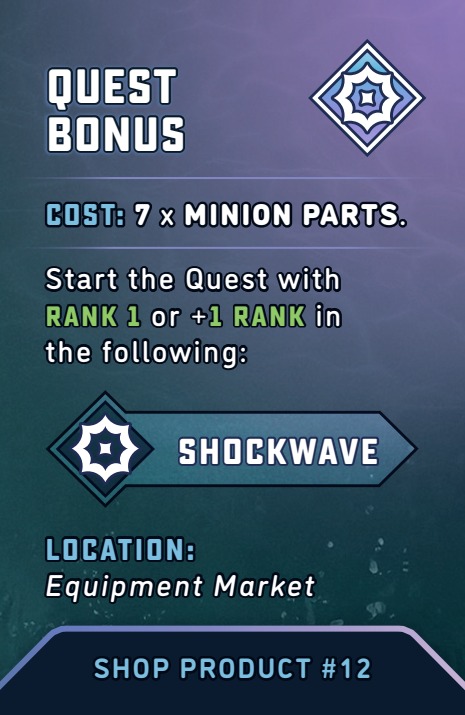 QUEST
BONUS
COST: 7 x MINION PARTS.
Start the Quest with
RANK 1 or +1 RANK in
the following:
SHOCKWAVE
LOCATION:
Equipment Market
SHOP PRODUCT #12